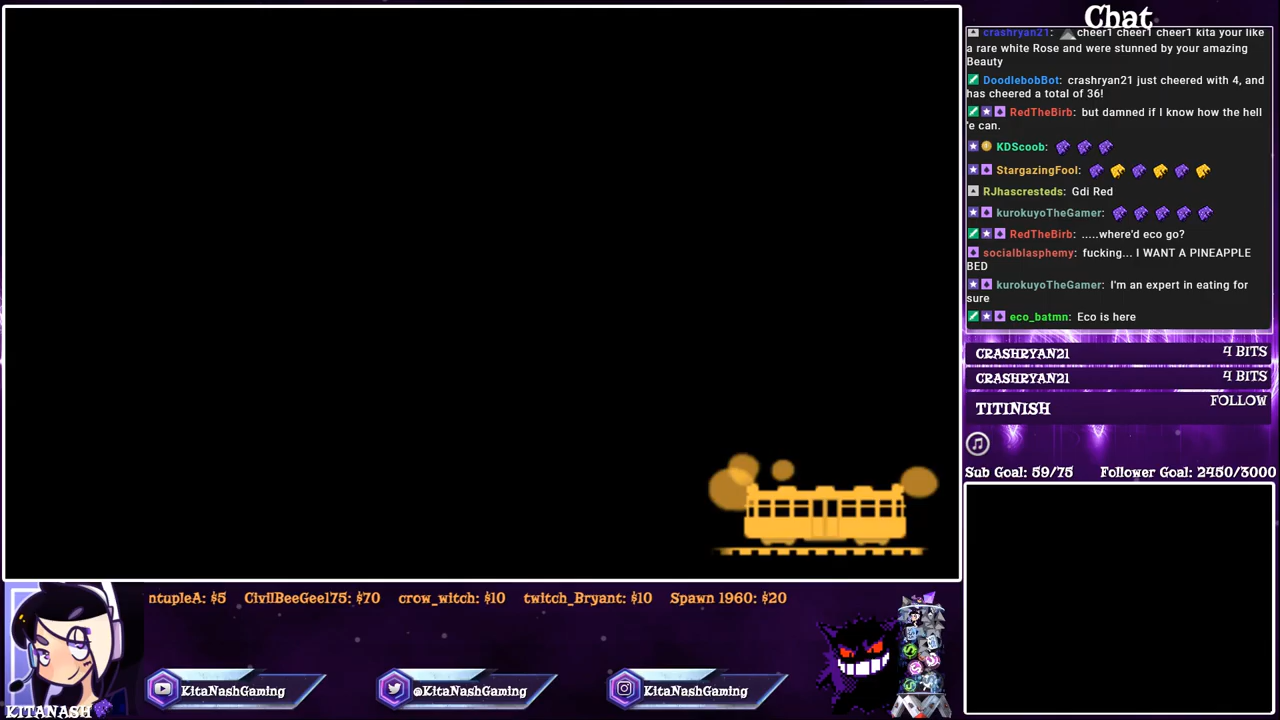 Chat
crashryan21: cheer1 cheer1 cheer1 kita your like
a rare white Rose and were stunned by your amazing
Beauty
DoodlebobBot: crashryan21 just cheered with 4, and
has cheered a total of 36!
RedTheBirb: but damned if I know how the hell
'e can.
KDScoob:
StargazingFool:
RJhascresteds: Gdi Red
kurokuyoTheGamer:
RedTheBirb: .....where'd eco go?
socialblasphemy: fucking... I WANT A PINEAPPLE
BED
kurokuyoTheGamer: I'm an expert in eating for
sure
eco_batmn: Eco is here
CRASHRYAN21 4 BITS
CRASHRYAN21 4 BITS
TITINISH FOLLOW
Sub Goal: 59/75 Follower Goal: 2450/3000
ntupleA: $5 CivilBeeGee175: $70 crow_witch: $10 twitch_Bryant: $10 Spawn 1960: $20
KitaNashGaming @KitaNashGaming KitaNashGaming
KITANASH